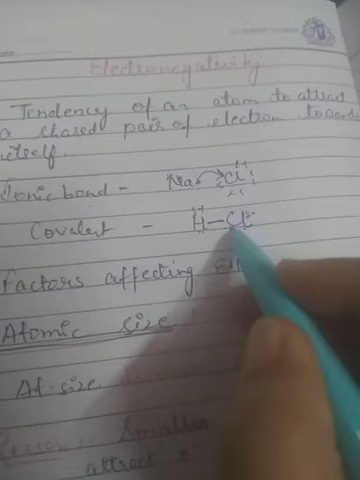 Electronegativity
Tendency of an atom to attract
a shared pair of electron towards
itself.
Ionic bond - Na Cl
Covalent - H-Cl
Factors affecting
Atomic size
At. size
Reason - Smaller
attract